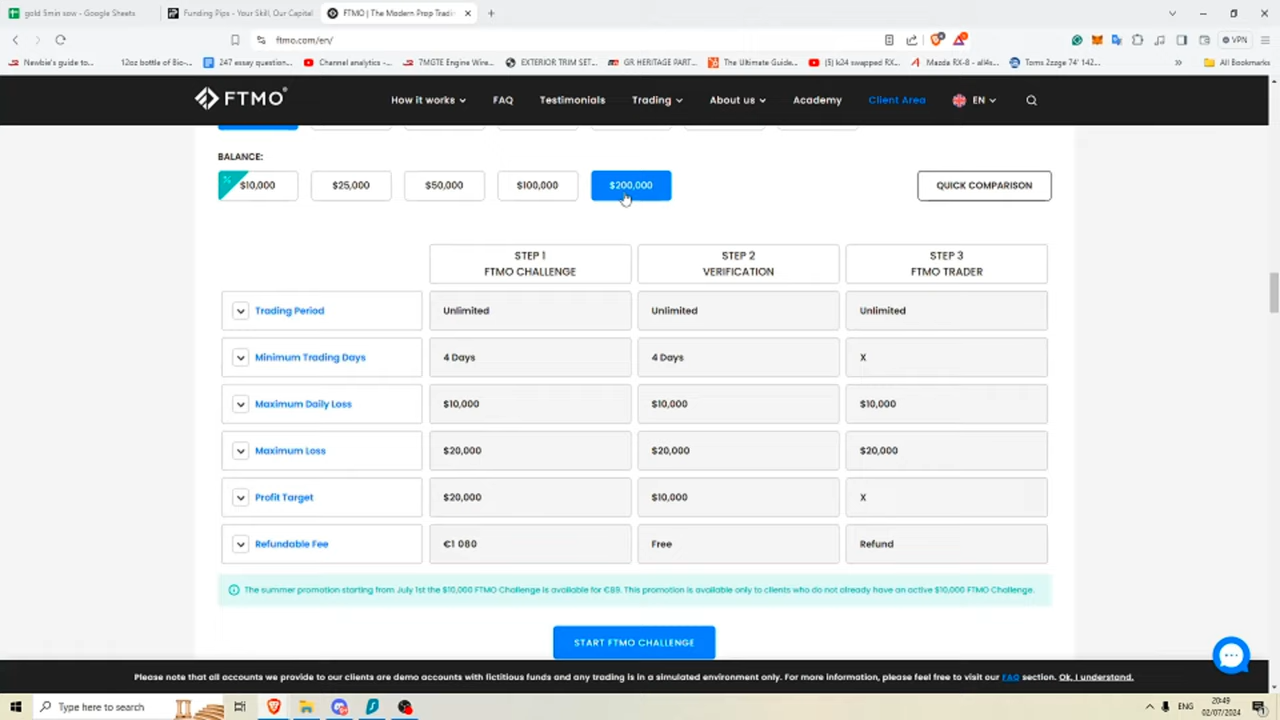 gold 5min sow - Google Sheets
Funding Pips - Your Skill, Our Capital
FTMO | The Modern Prop Tradi
ftmo.com/en/
VPN
Newbie's guide to...
12oz bottle of Bio-...
247 essay question...
Channel analytics -...
7MGTE Engine Wire...
EXTERIOR TRIM SET...
GR HERITAGE PART...
The Ultimate Guide...
(5) k24 swapped RX...
Mazda RX-8 - all4s...
Toms 2zzge 74' 142...
All Bookmarks
FTMO
How it works
FAQ
Testimonials
Trading
About us
Academy
Client Area
EN
BALANCE:
% $10,000
$25,000
$50,000
$100,000
$200,000
QUICK COMPARISON
STEP 1
FTMO CHALLENGE
STEP 2
VERIFICATION
STEP 3
FTMO TRADER
Trading Period
Unlimited
Unlimited
Unlimited
Minimum Trading Days
4 Days
4 Days
X
Maximum Daily Loss
$10,000
$10,000
$10,000
Maximum Loss
$20,000
$20,000
$20,000
Profit Target
$20,000
$10,000
X
Refundable Fee
€1 080
Free
Refund
The summer promotion starting from July 1st the $10,000 FTMO Challenge is available for €89. This promotion is available only to clients who do not already have an active $10,000 FTMO Challenge.
START FTMO CHALLENGE
Please note that all accounts we provide to our clients are demo accounts with fictitious funds and any trading is in a simulated environment only. For more information, please feel free to visit our FAQ section. Ok, I understand.
Type here to search
ENG
20:49
02/07/2024